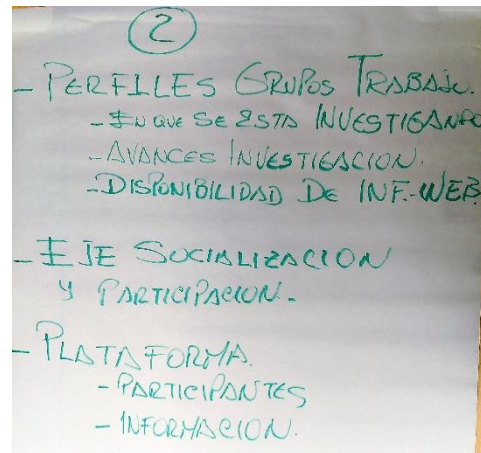 2
- PERFILES GRUPOS TRABAJO.
- EN QUE SE ESTA INVESTIGANDO
- AVANCES INVESTIGACION.
- DISPONIBILIDAD DE INF.-WEB
- EJE SOCIALIZACION
Y PARTICIPACION-
- PLATAFORMA.
- PARTICIPANTES
- INFORMACION.